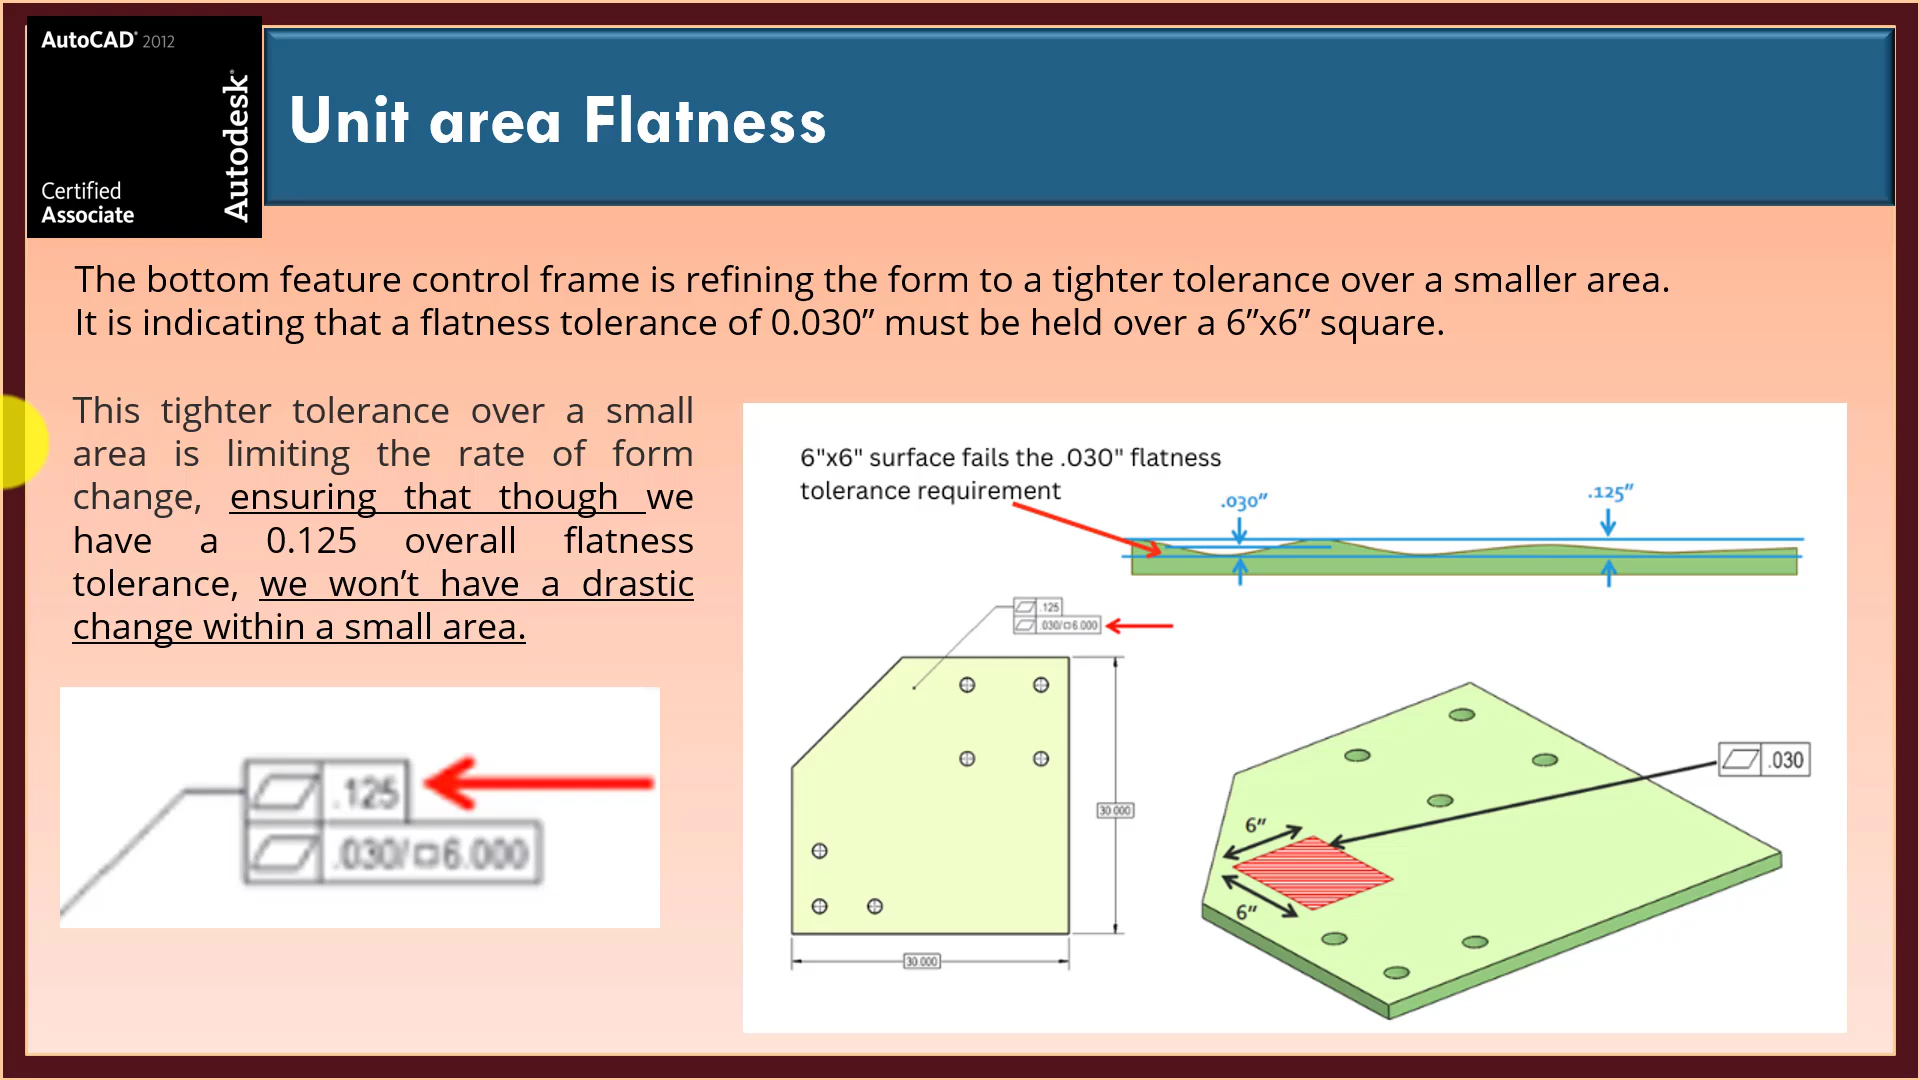 AutoCAD® 2012
Autodesk®
Certified
Associate
Unit area Flatness
The bottom feature control frame is refining the form to a tighter tolerance over a smaller area.
It is indicating that a flatness tolerance of 0.030” must be held over a 6”x6” square.
This tighter tolerance over a small
area is limiting the rate of form
change, ensuring that though we
have a 0.125 overall flatness
tolerance, we won’t have a drastic
change within a small area.
.125
.030/□6.000
6"x6" surface fails the .030" flatness
tolerance requirement
.030”
.125”
.125
.030/□6.000
30.000
30.000
.030
6”
6”